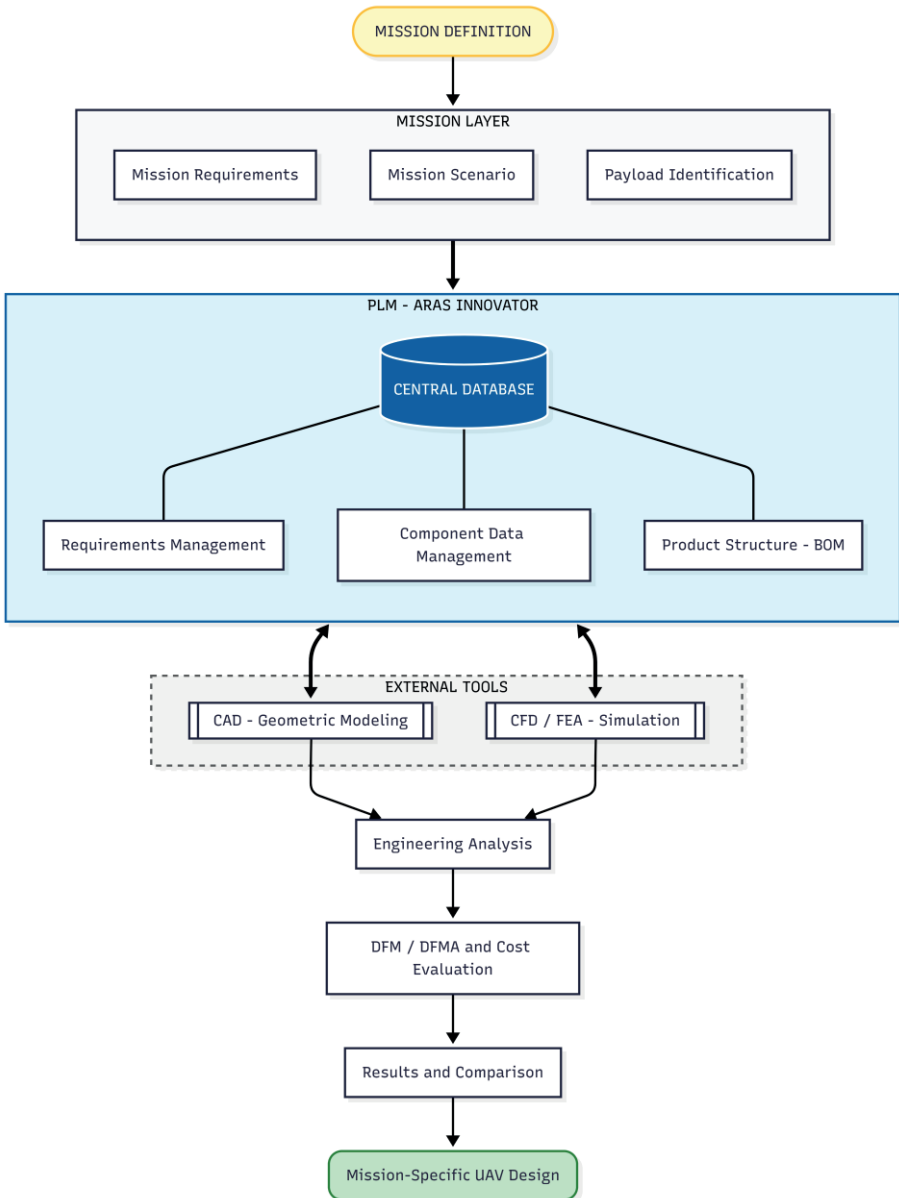 MISSION DEFINITION
MISSION LAYER
Mission Requirements
Mission Scenario
Payload Identification
PLM - ARAS INNOVATOR
CENTRAL DATABASE
Requirements Management
Component Data
Management
Product Structure - BOM
EXTERNAL TOOLS
CAD - Geometric Modeling
CFD / FEA - Simulation
Engineering Analysis
DFM / DFMA and Cost
Evaluation
Results and Comparison
Mission-Specific UAV Design